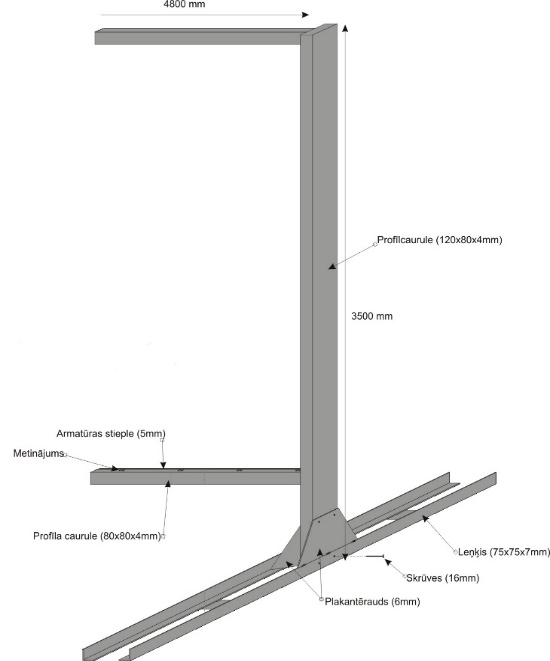 4800 mm
Profilcaurule (120x80x4mm)
3500 mm
Armatūras stieple (5mm)
Metinājums
Profila caurule (80x80x4mm)
Leņķis (75x75x7mm)
Skrūves (16mm)
Plakantērauds (6mm)